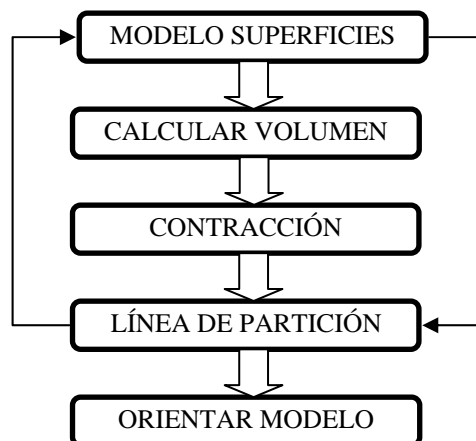 MODELO SUPERFICIES
CALCULAR VOLUMEN
CONTRACCIÓN
LÍNEA DE PARTICIÓN
ORIENTAR MODELO